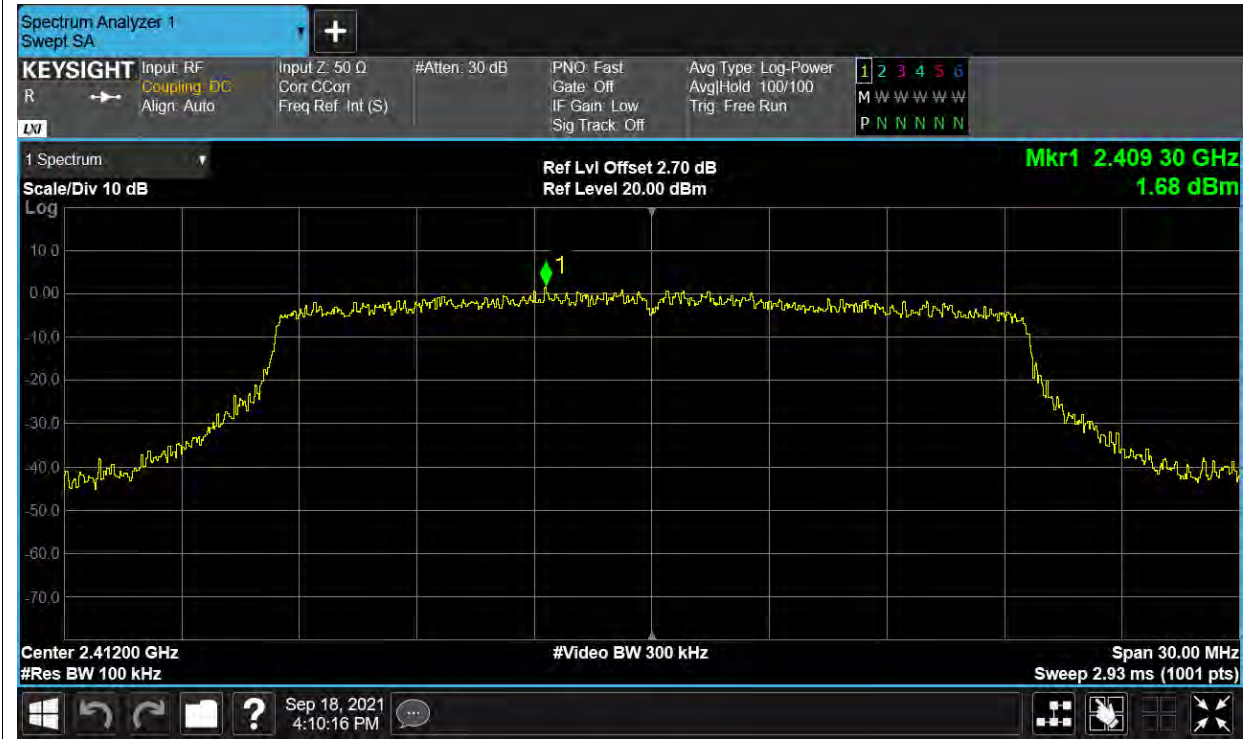 Spectrum Analyzer 1
Swept SA
KEYSIGHT
R
LXI
Input: RF
Coupling: DC
Align: Auto
Input Z: 50 Ω
Corr CCorr
Freq Ref: Int (S)
#Atten: 30 dB
PNO: Fast
Gate: Off
IF Gain: Low
Sig Track: Off
Avg Type: Log-Power
Avg|Hold: 100/100
Trig: Free Run
1 2 3 4 5 6
M W W W W W
P N N N N N
1 Spectrum
Scale/Div 10 dB
Log
Ref Lvl Offset 2.70 dB
Ref Level 20.00 dBm
Mkr1 2.409 30 GHz
1.68 dBm
10.0
1
0.00
-10.0
-20.0
-30.0
-40.0
-50.0
-60.0
-70.0
Center 2.41200 GHz
#Video BW 300 kHz
Span 30.00 MHz
#Res BW 100 kHz
Sweep 2.93 ms (1001 pts)
?
Sep 18, 2021
4:10:16 PM